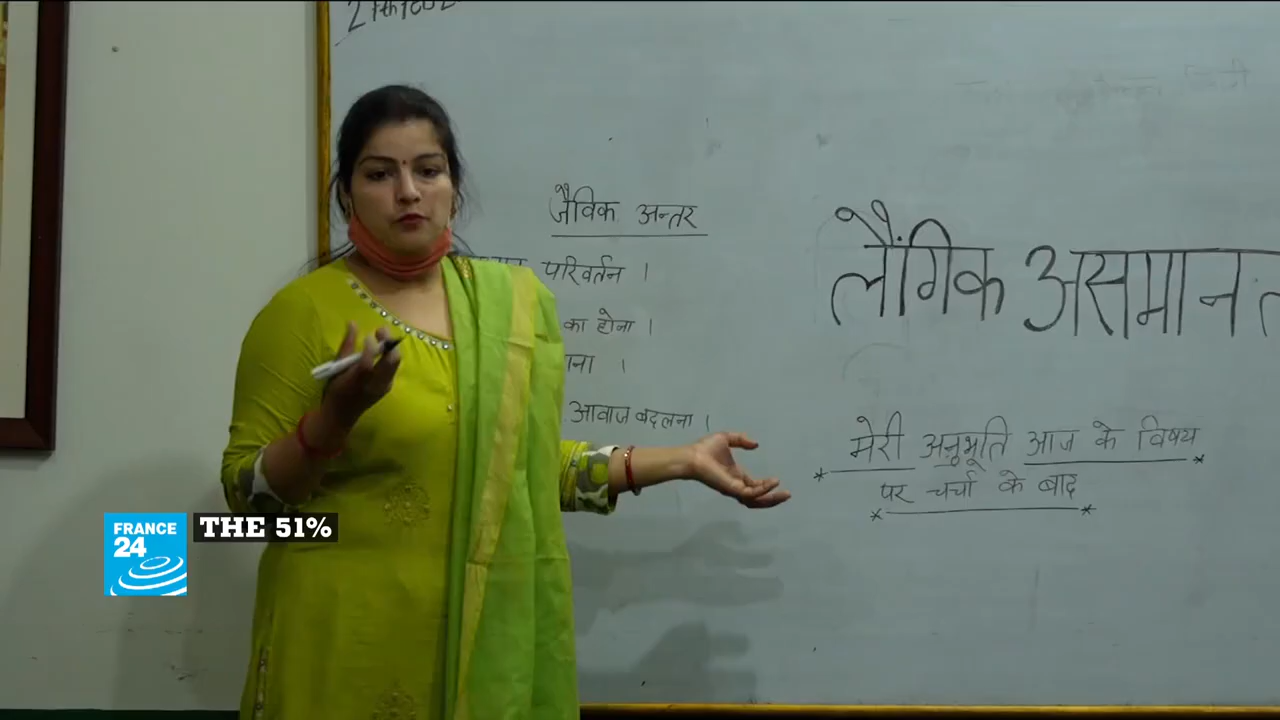 जैविक अन्तर
परिवर्तन ।
का होना ।
आवाज बदलना ।
लैंगिक असमान
मेरी अनुभूति आज के विषय
पर चर्चा के बाद
FRANCE
24
THE 51%